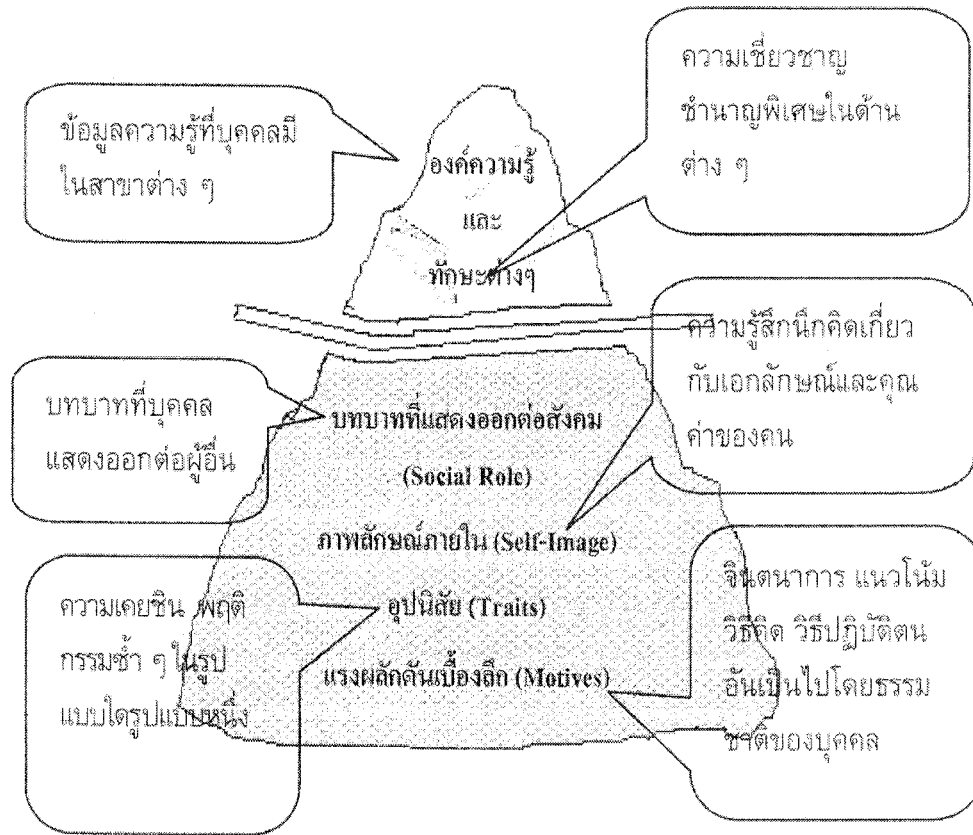 ข้อมูลความรู้ที่บุคคลมี
ในสาขาต่าง ๆ
ความเชี่ยวชาญ
ชำนาญพิเศษในด้าน
ต่าง ๆ
องค์ความรู้
และ
ทักษะต่างๆ
บทบาทที่บุคคล
แสดงออกต่อผู้อื่น
ความรู้สึกนึกคิดเกี่ยว
กับเอกลักษณ์และคุณ
ค่าของคน
บทบาทที่แสดงออกต่อสังคม
(Social Role)
ภาพลักษณ์ภายใน (Self-Image)
อุปนิสัย (Traits)
แรงผลักดันเบื้องลึก (Motives)
ความเคยชิน พฤติ
กรรมซ้ำ ๆ ในรูป
แบบใดรูปแบบหนึ่ง
จินตนาการ แนวโน้ม
วิธีคิด วิธีปฏิบัติตน
อันเป็นไปโดยธรรม
ชาติของบุคคล